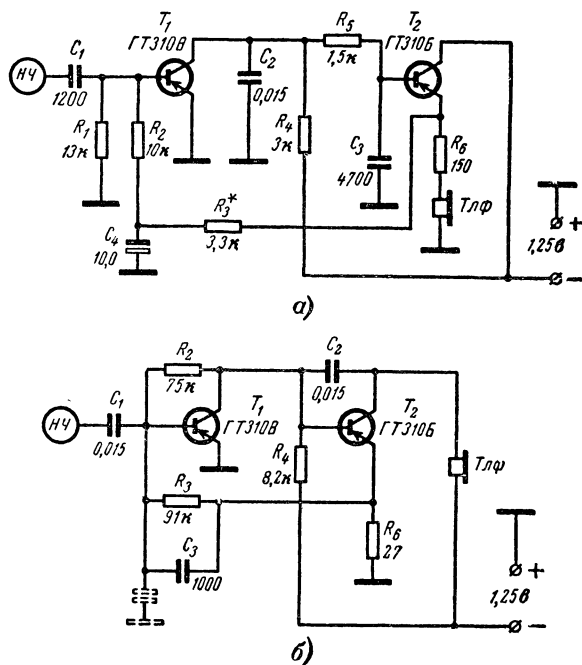 T1
ГТ310В
T2
ГТ310Б
НЧ
C1
1200
R1
13к
R2
10к
C2
0,015
R4
3к
R5
1,5к
C3
4700
R6
150
Тлф
R3*
3,3к
C4
10,0
1,25в
+
−
а)
R2
75к
C2
0,015
НЧ
C1
0,015
T1
ГТ310В
T2
ГТ310Б
R4
8,2к
Тлф
R3
91к
C3
1000
R6
27
1,25в
+
−
б)